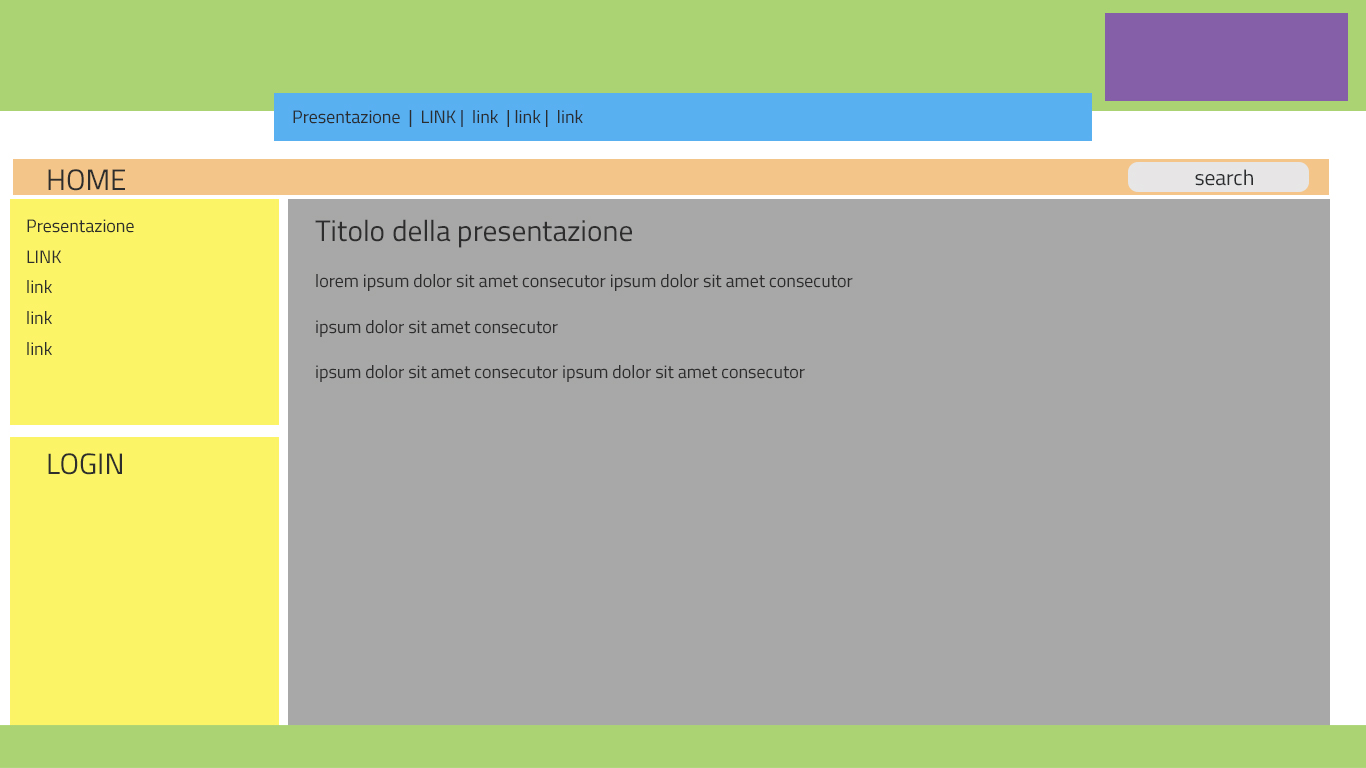 Presentazione | LINK | link | link | link
HOME
search
Presentazione
LINK
link
link
link
LOGIN
Titolo della presentazione
lorem ipsum dolor sit amet consecutor ipsum dolor sit amet consecutor
ipsum dolor sit amet consecutor
ipsum dolor sit amet consecutor ipsum dolor sit amet consecutor